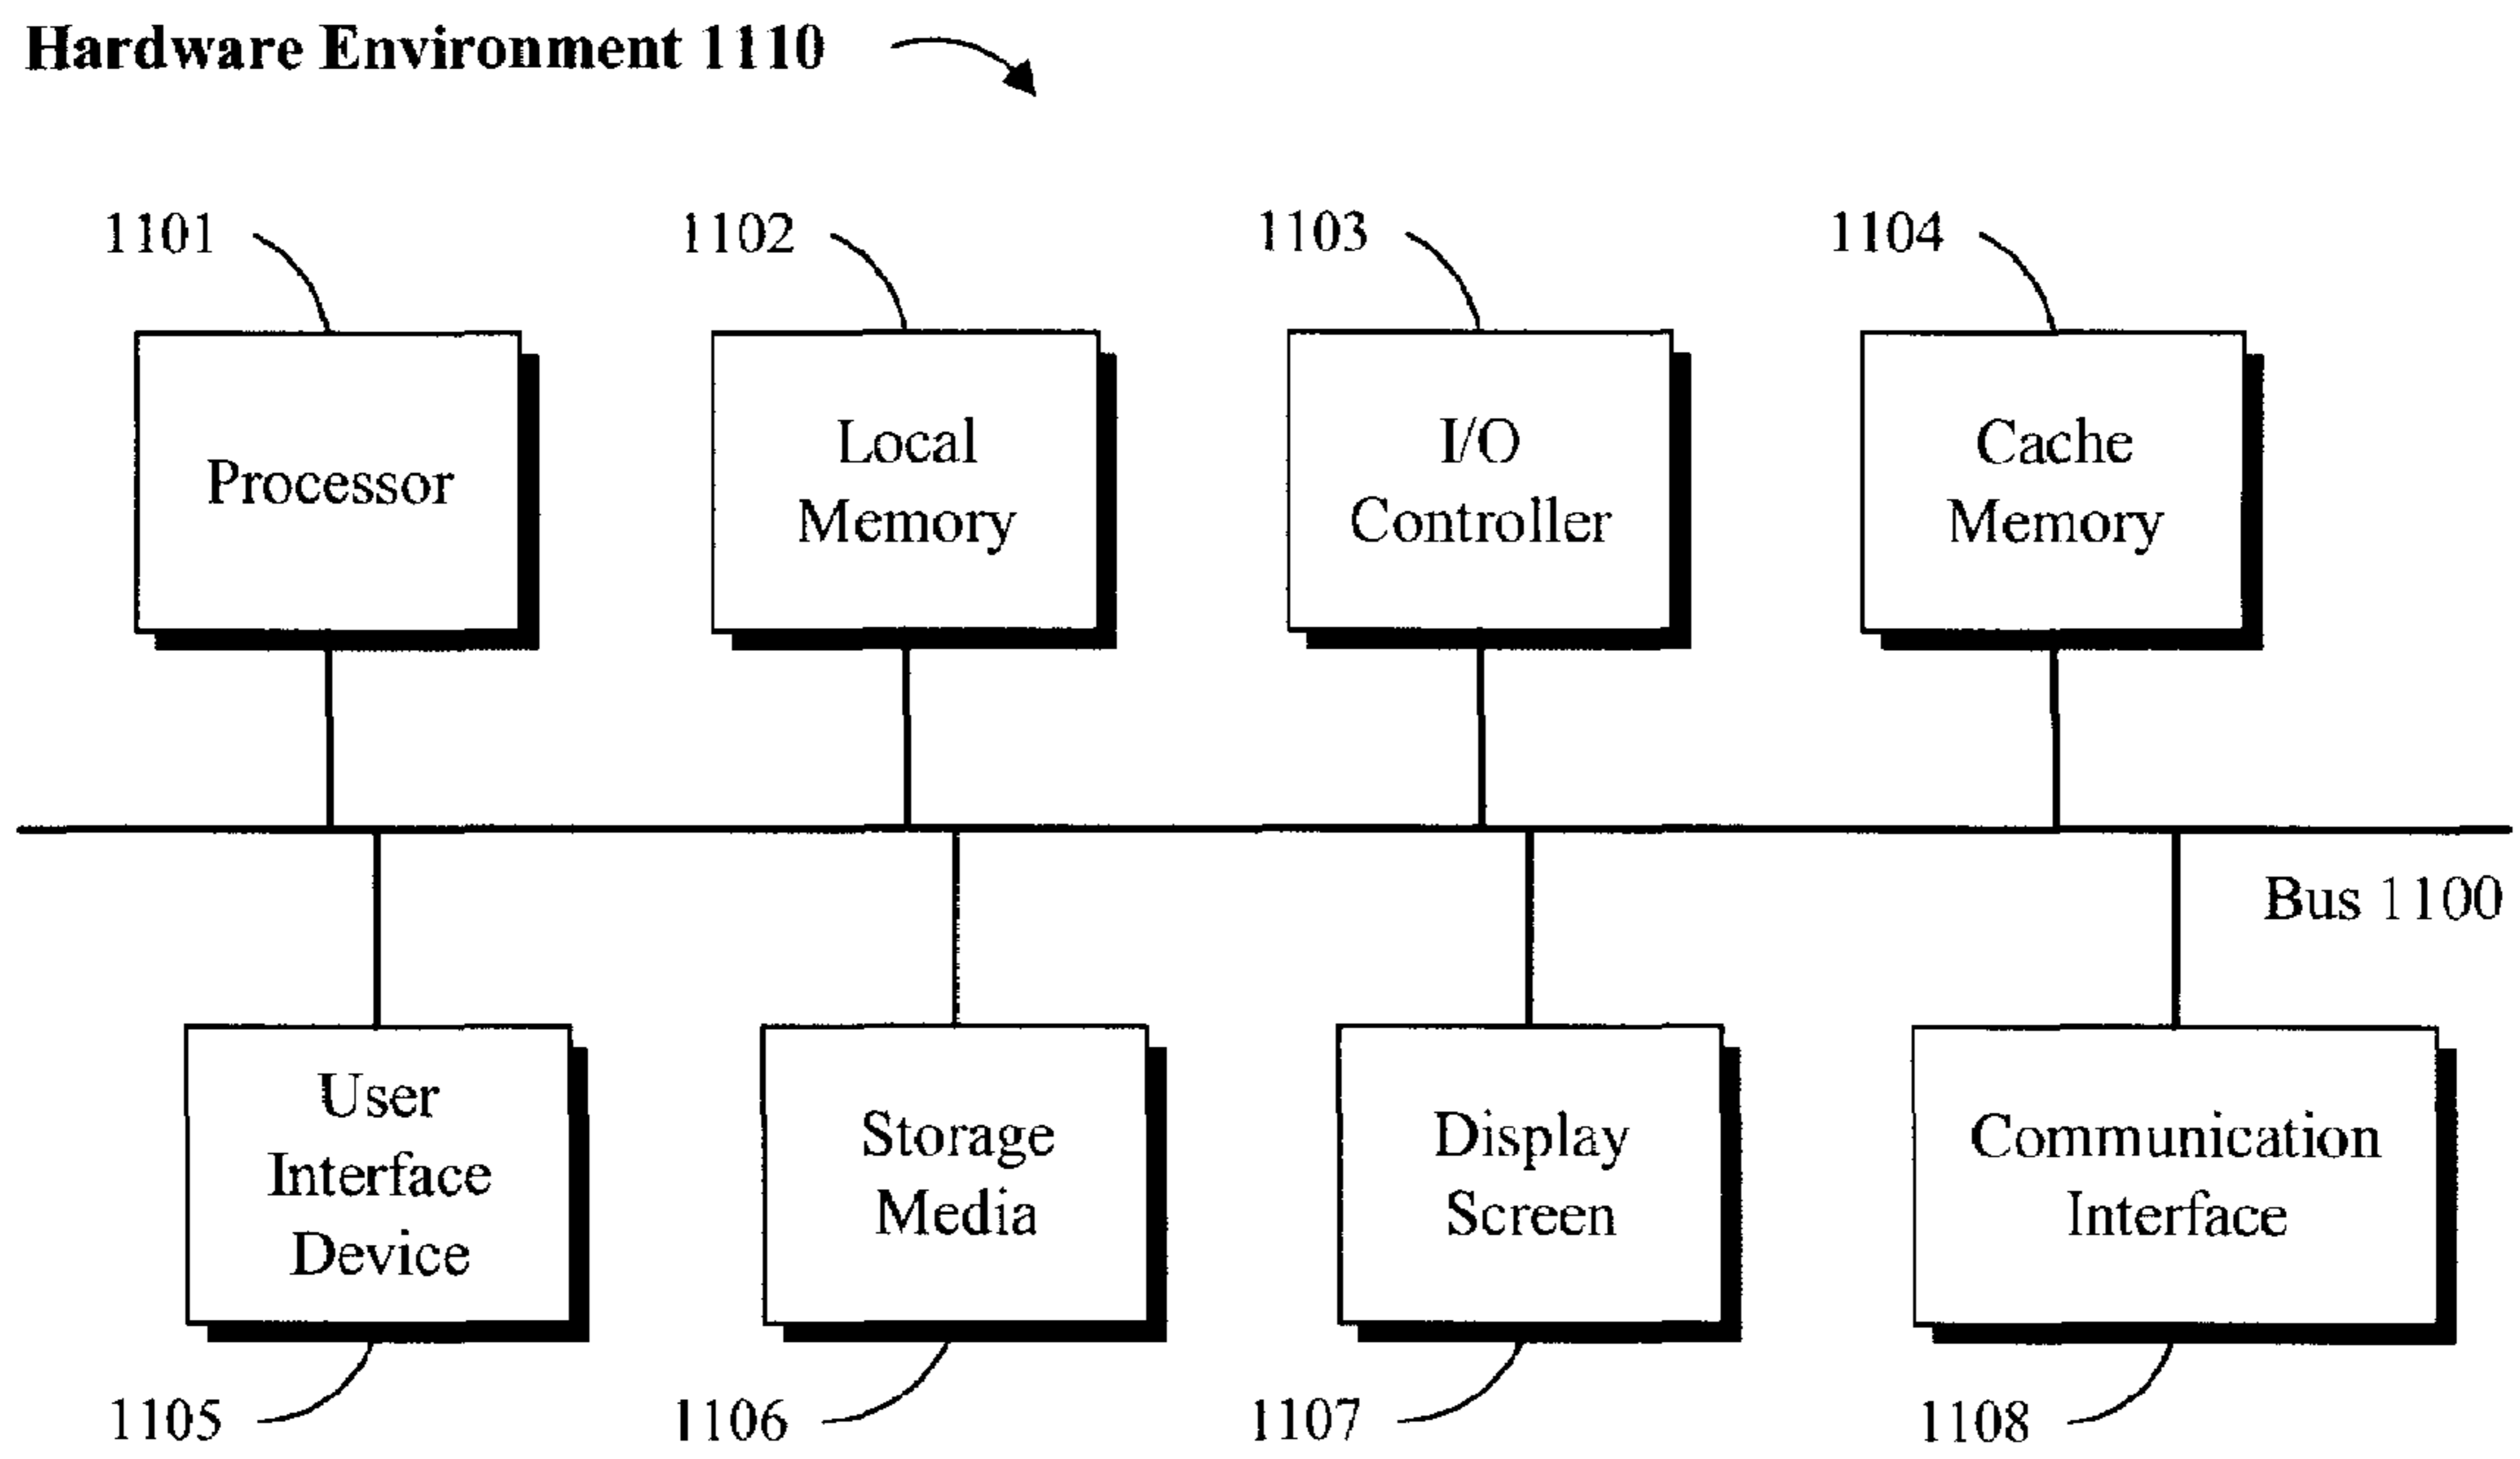 Hardware Environment 1110
1101
1102
1103
1104
Processor
Local
Memory
I/O
Controller
Cache
Memory
Bus 1100
User
Interface
Device
Storage
Media
Display
Screen
Communication
Interface
1105
1106
1107
1108